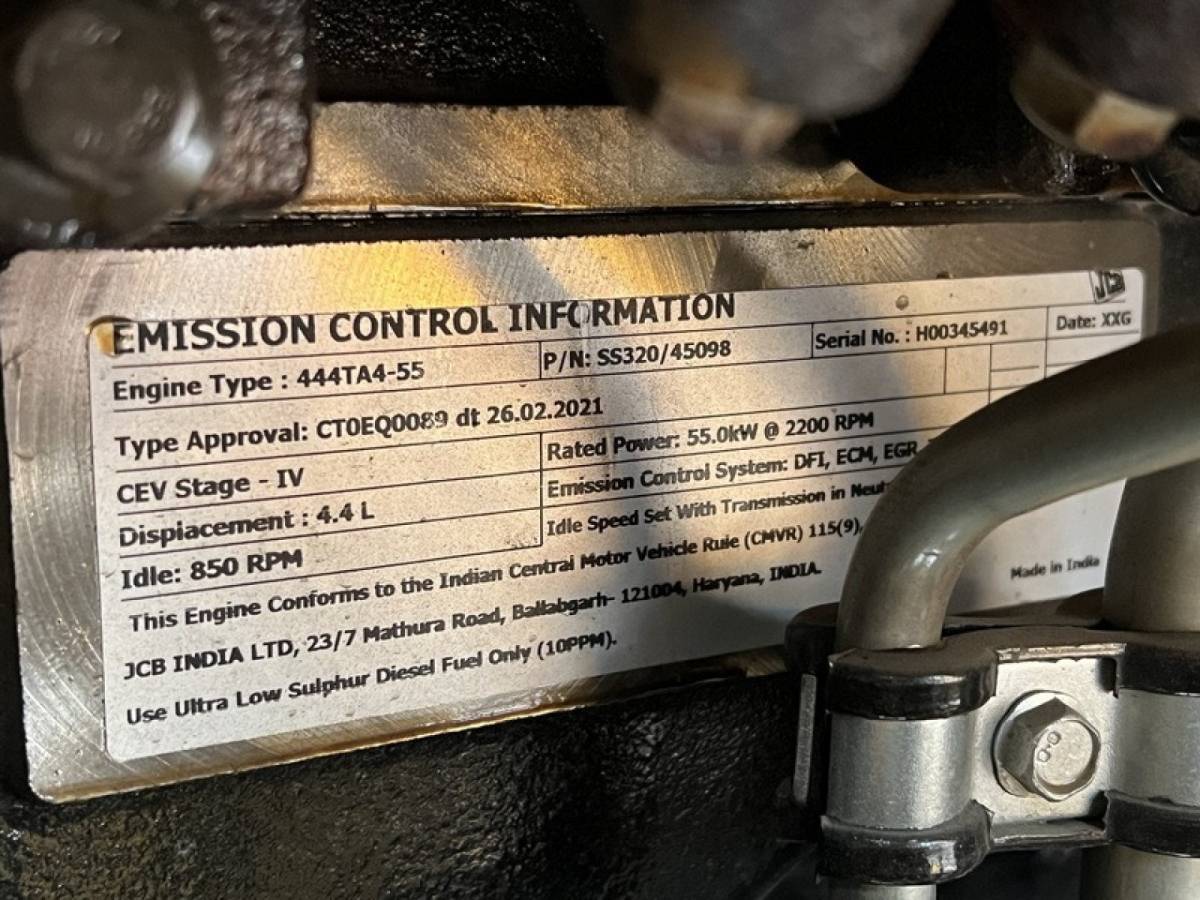 JCB
EMISSION CONTROL INFORMATION
Engine Type : 444TA4-55
P/N: SS320/45098
Serial No. : H00345491
Date: XXG
Type Approval: CT0EQ0089 dt 26.02.2021
CEV Stage - IV
Rated Power: 55.0kW @ 2200 RPM
Displacement : 4.4 L
Emission Control System: DFI, ECM, EGR
Idle: 850 RPM
Idle Speed Set With Transmission in
This Engine Conforms to the Indian Central Motor Vehicle Rule (CMVR) 115(9),
JCB INDIA LTD, 23/7 Mathura Road, Ballabgarh- 121004, Haryana, INDIA.
Made in India
Use Ultra Low Sulphur Diesel Fuel Only (10PPM).